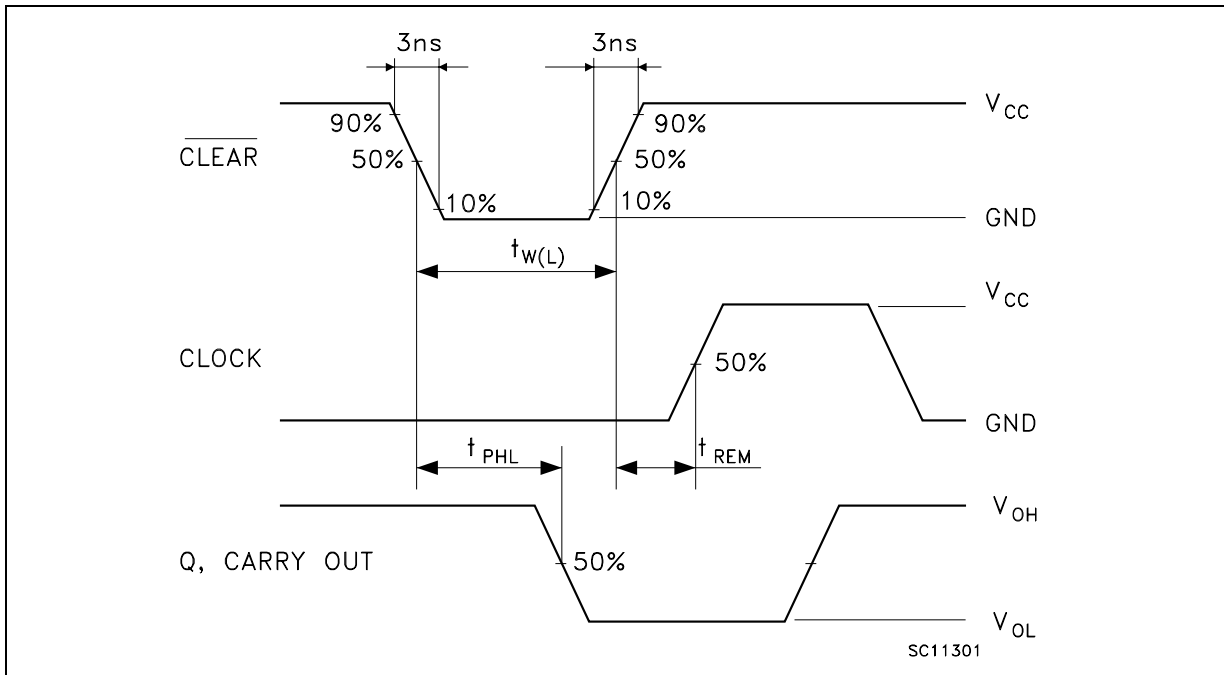 3ns 3ns
V CC
90% 90%
CLEAR 50% 50%
10% 10%
GND
t W(L)
V CC
CLOCK 50%
GND
t PHL t REM
V OH
Q, CARRY OUT 50%
V OL
SC11301